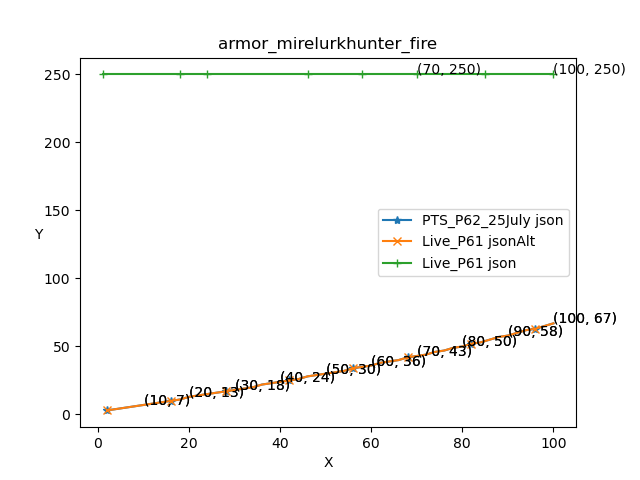 armor_mirelurkhunter_fire
250
(70, 250)
(100, 250)
200
150
Y
100
50
0
PTS_P62_25July json
Live_P61 jsonAlt
Live_P61 json
(100, 67)
(90, 58)
(80, 50)
(70, 43)
(60, 36)
(50, 30)
(40, 24)
(30, 18)
(20, 13)
(10, 7)
0 20 40 60 80 100
X